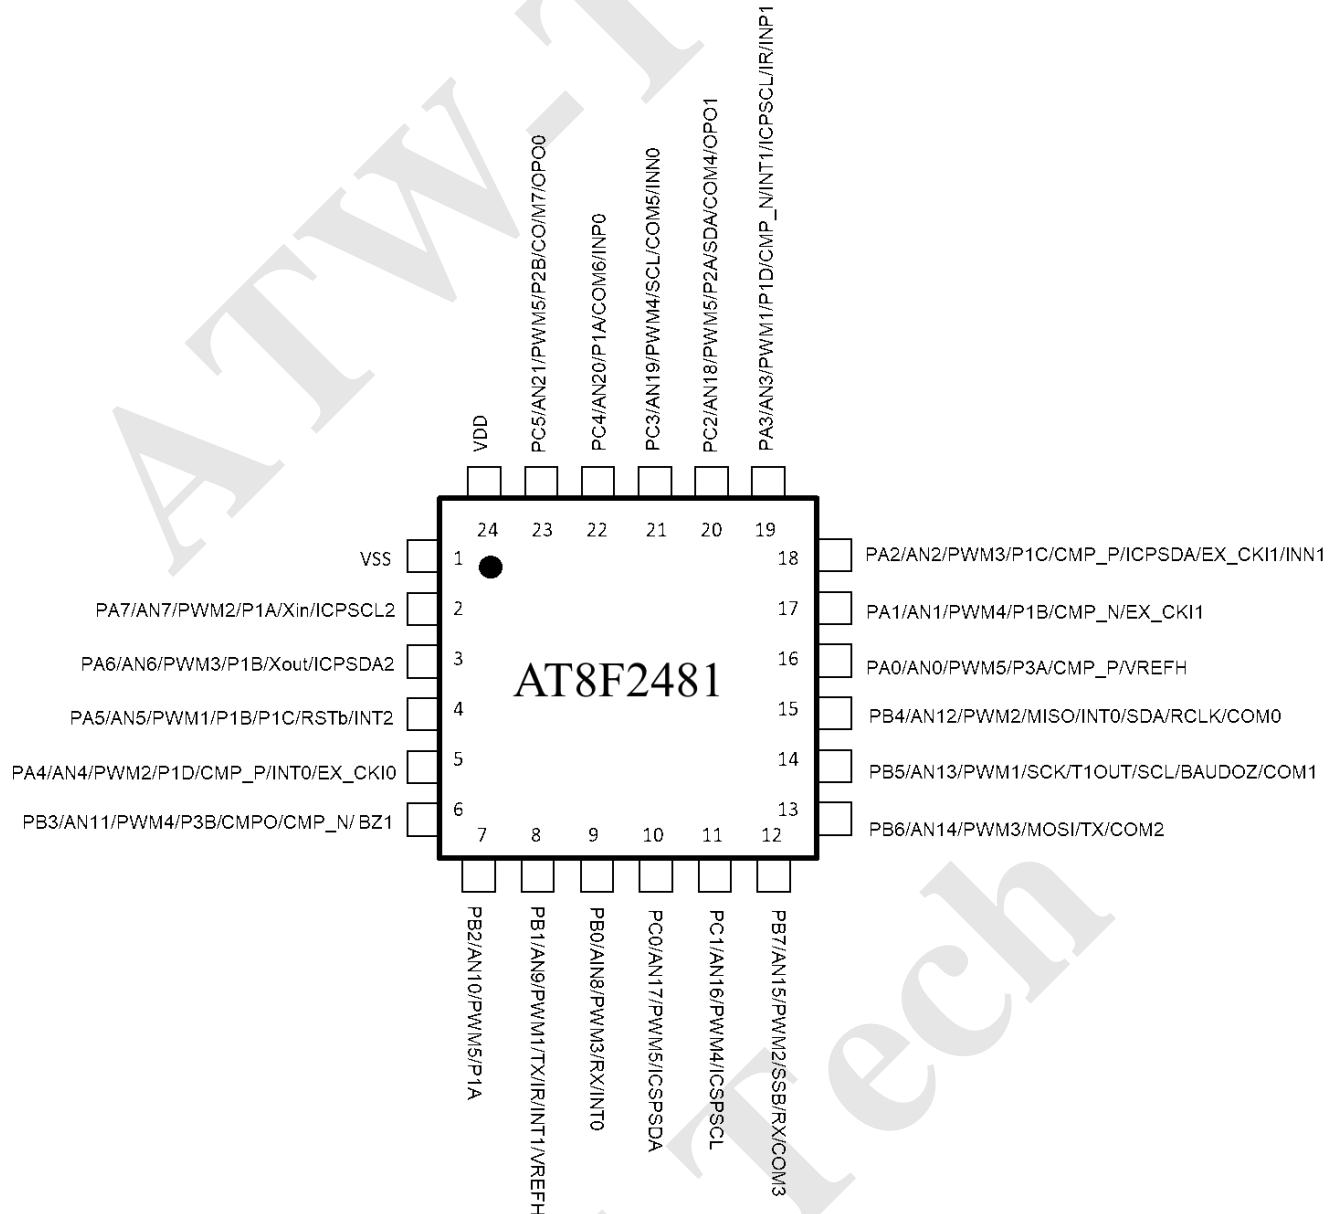 ATW-Tech
PA3/AN3/PWM1/P1D/CMP_N/INT1/ICPSCL/IR/INP1
PC2/AN18/PWM5/P2A/SDA/COM4/OPO1
PC3/AN19/PWM4/SCL/COM5/INN0
PC4/AN20/P1A/COM6/INP0
PC5/AN21/PWM5/P2B/CO/M7/OPO0
VDD
24 23 22 21 20 19
VSS 1
18 PA2/AN2/PWM3/P1C/CMP_P/ICPSDA/EX_CKI1/INN1
PA7/AN7/PWM2/P1A/Xin/ICPSCL2 2
17 PA1/AN1/PWM4/P1B/CMP_N/EX_CKI1
PA6/AN6/PWM3/P1B/Xout/ICPSDA2 3
16 PA0/AN0/PWM5/P3A/CMP_P/VREFH
AT8F2481
PA5/AN5/PWM1/P1B/P1C/RSTb/INT2 4
15 PB4/AN12/PWM2/MISO/INT0/SDA/RCLK/COM0
PA4/AN4/PWM2/P1D/CMP_P/INT0/EX_CKI0 5
14 PB5/AN13/PWM1/SCK/T1OUT/SCL/BAUDOZ/COM1
PB3/AN11/PWM4/P3B/CMPO/CMP_N/ BZ1 6
13 PB6/AN14/PWM3/MOSI/TX/COM2
7 8 9 10 11 12
PB2/AN10/PWM5/P1A
PB1/AN9/PWM1/TX/IR/INT1/VREFH
PB0/AIN8/PWM3/RX/INT0
PC0/AN17/PWM5/ICSPSDA
PC1/AN16/PWM4/ICSPSCL
PB7/AN15/PWM2/SSB/RX/COM3
Tech